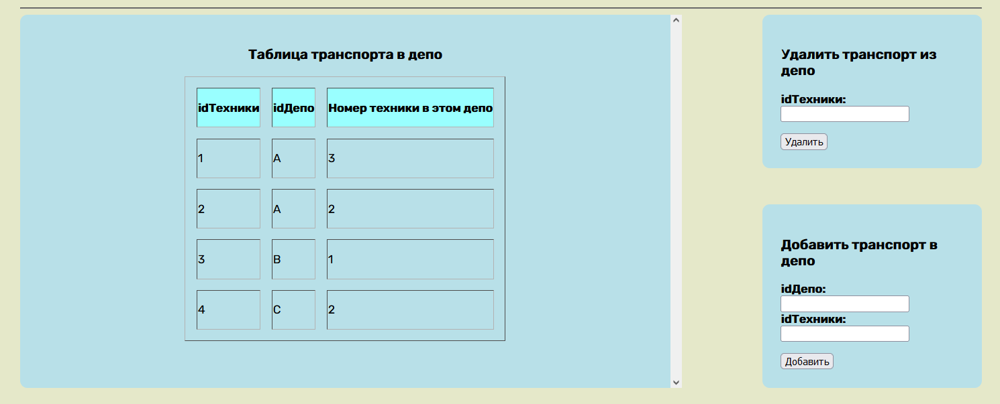 Таблица транспорта в депо
idТехники idДепо Номер техники в этом депо
1 A 3
2 A 2
3 B 1
4 C 2
Удалить транспорт из
депо
idТехники:
Удалить
Добавить транспорт в
депо
idДепо:
idТехники:
Добавить